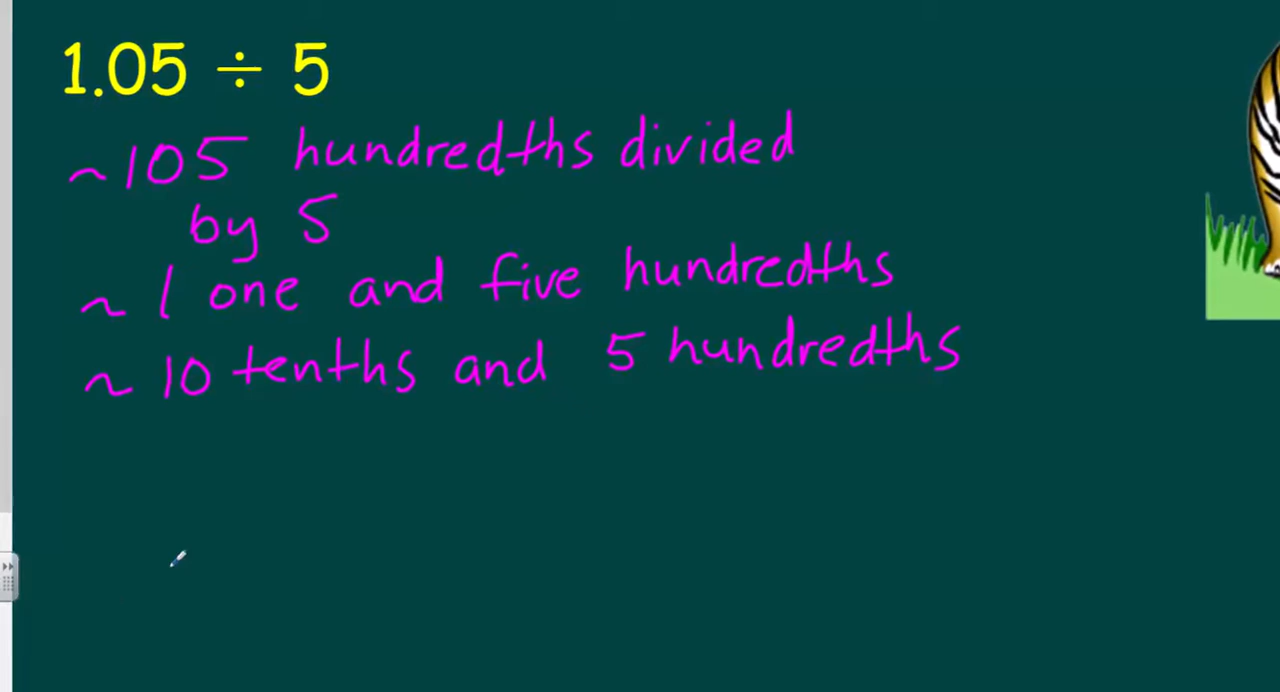 1.05 ÷ 5
~105 hundredths divided
by 5
~ 1 one and five hundredths
~ 10 tenths and 5 hundredths